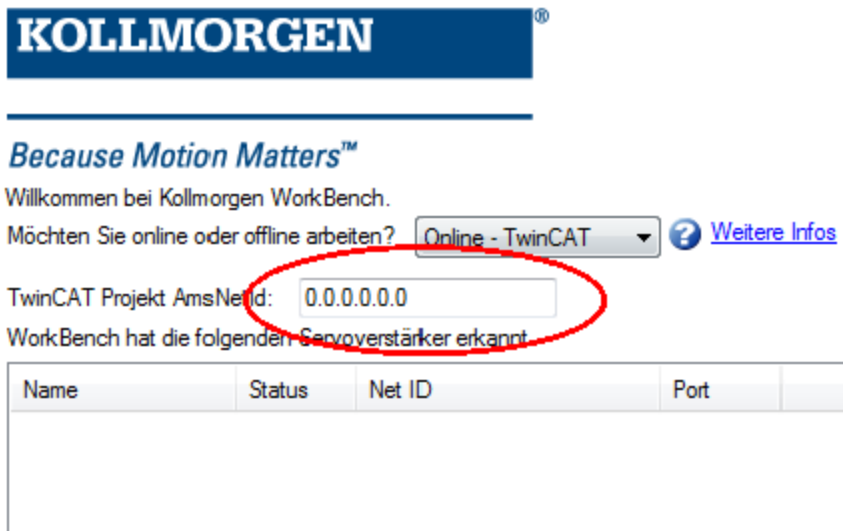 KOLLMORGEN®
Because Motion Matters™
Willkommen bei Kollmorgen WorkBench.
Möchten Sie online oder offline arbeiten? Online - TwinCAT ? Weitere Infos
TwinCAT Projekt AmsNetId: 0.0.0.0.0.0
WorkBench hat die folgenden Servoverstärker erkannt
Name Status Net ID Port